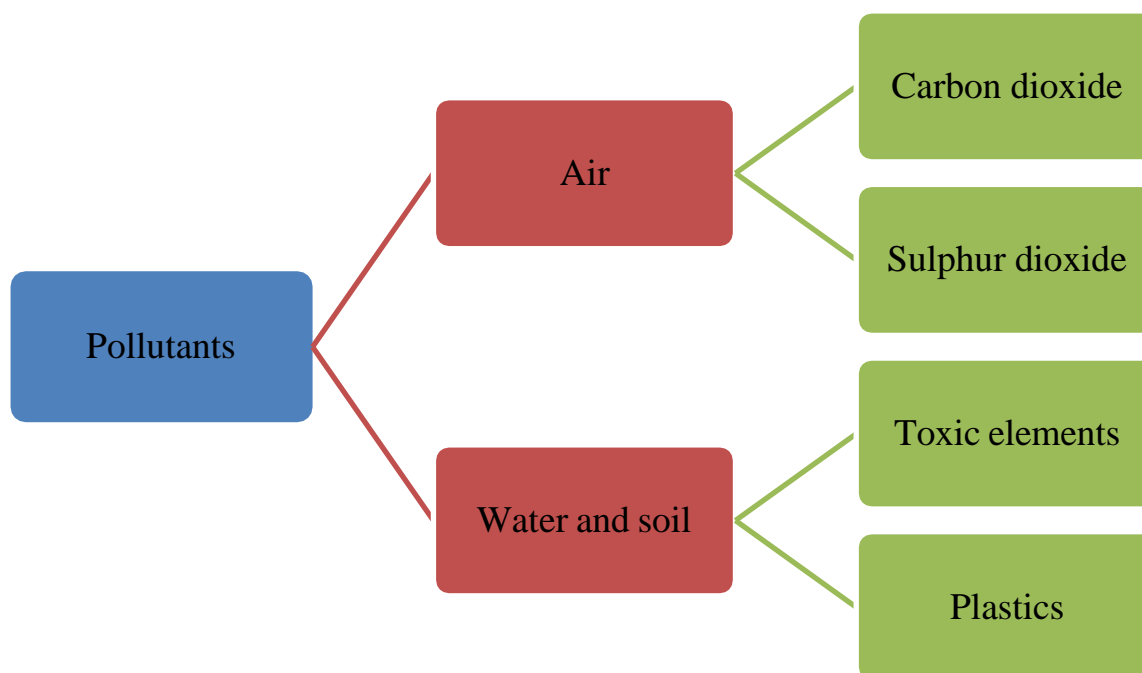 Pollutants
Air
Carbon dioxide
Sulphur dioxide
Water and soil
Toxic elements
Plastics